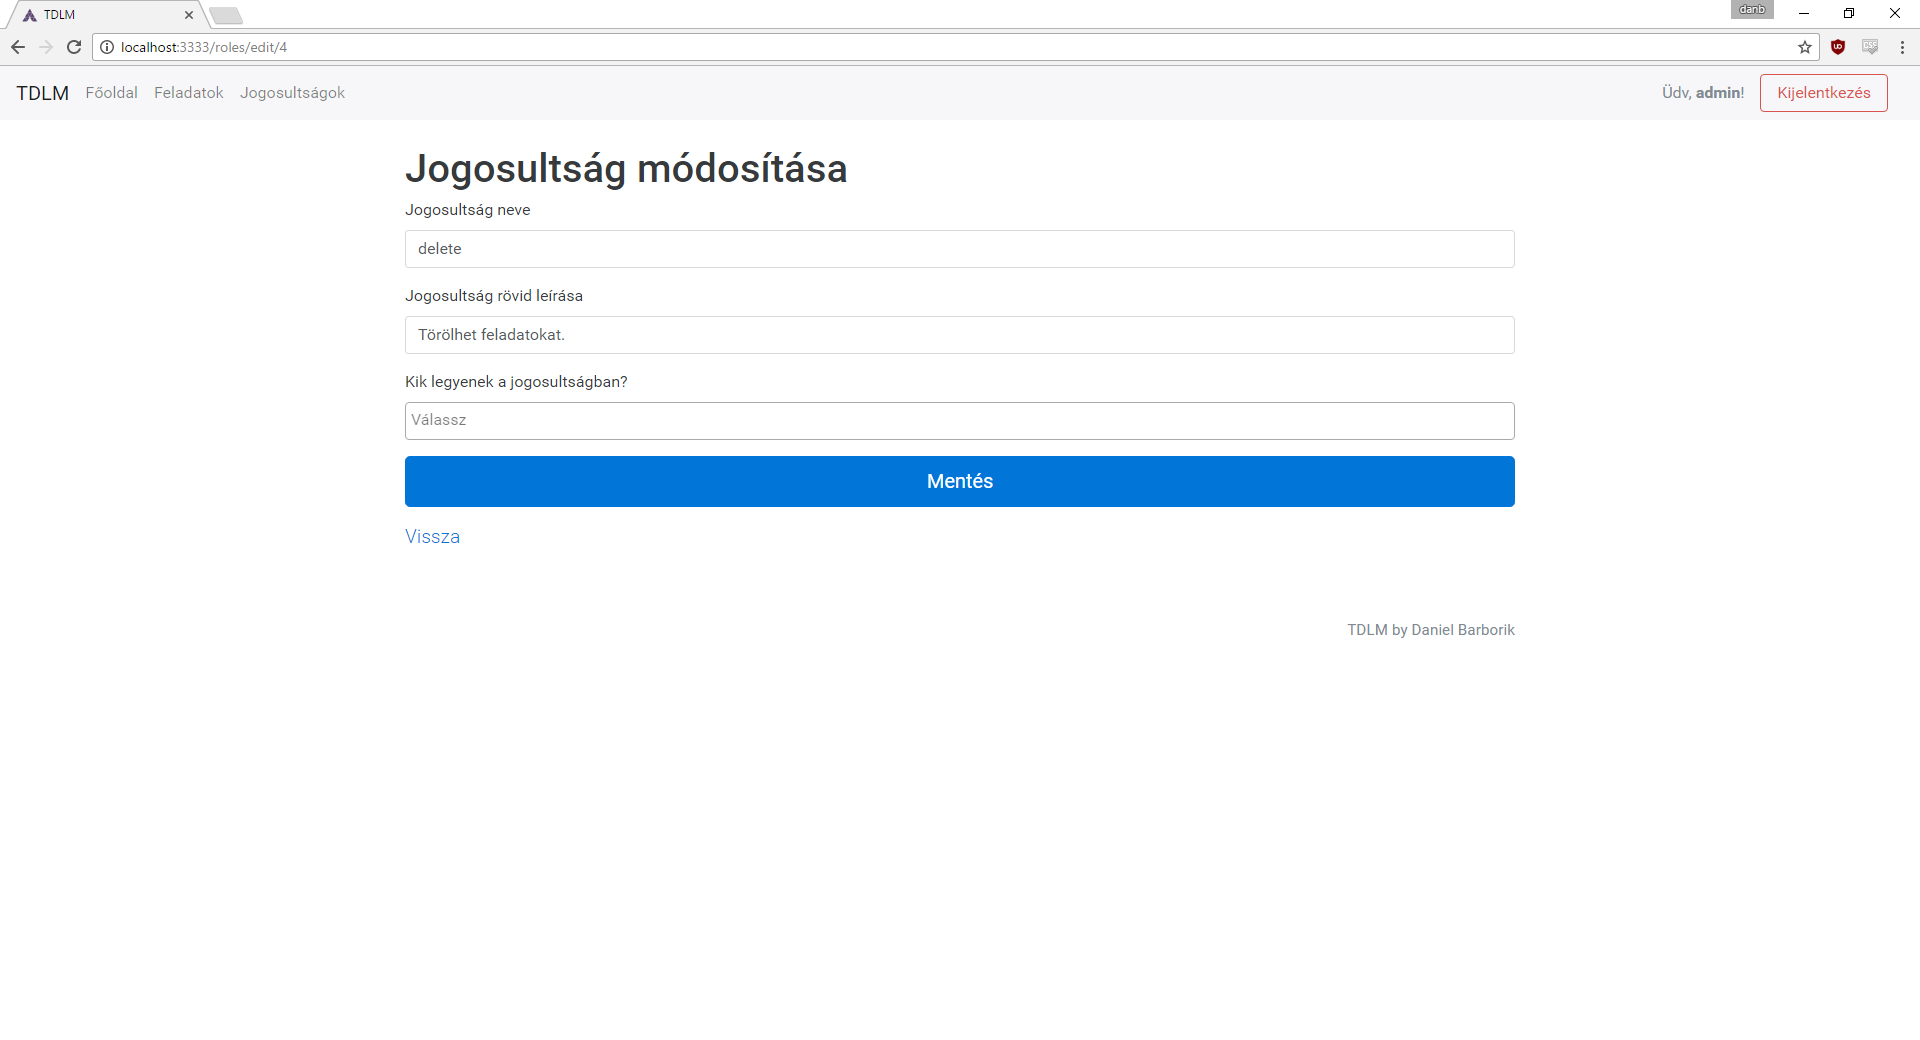 TDLM
danb
localhost:3333/roles/edit/4
TDLM Főoldal Feladatok Jogosultságok Üdv, admin! Kijelentkezés
Jogosultság módosítása
Jogosultság neve
delete
Jogosultság rövid leírása
Törölhet feladatokat.
Kik legyenek a jogosultságban?
Válassz
Mentés
Vissza
TDLM by Daniel Barborik